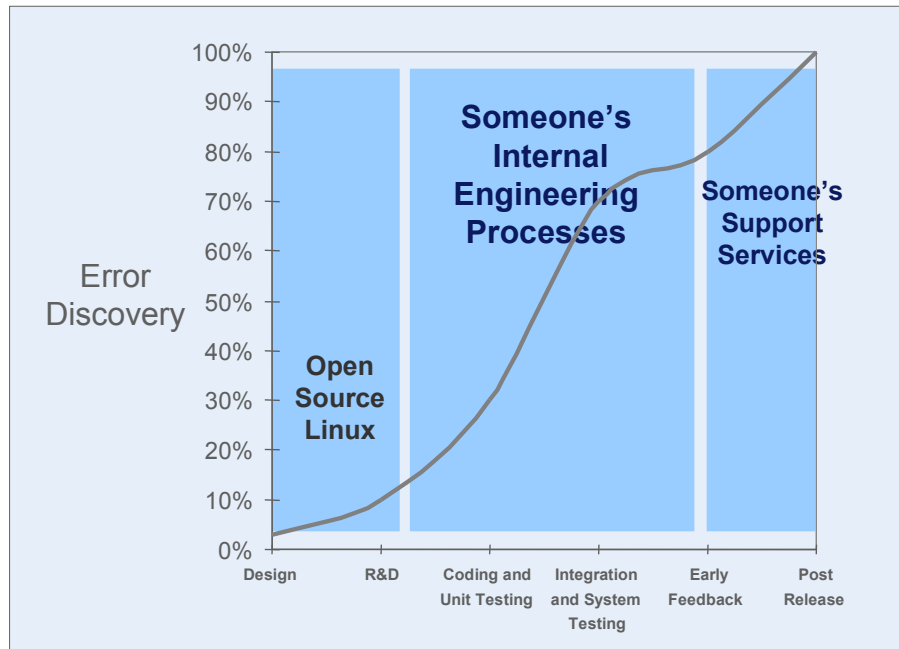 100%
90%
80%
70%
60%
50%
40%
30%
20%
10%
0%
Error
Discovery
Open
Source
Linux
Someone’s
Internal
Engineering
Processes
Someone’s
Support
Services
Design
R&D
Coding and
Unit Testing
Integration
and System
Testing
Early
Feedback
Post
Release